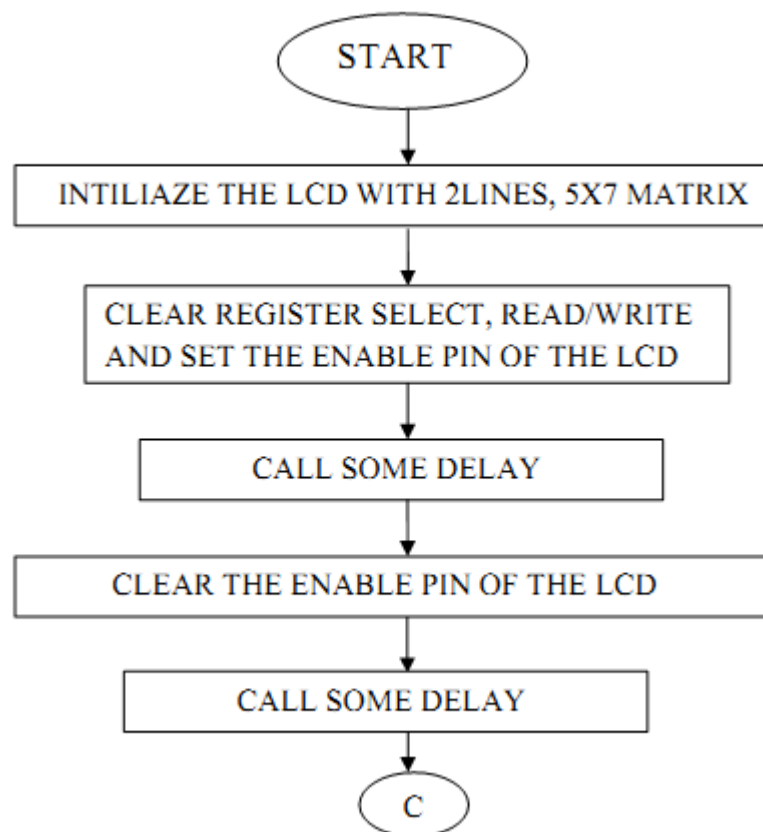 START
INTILIAZE THE LCD WITH 2LINES, 5X7 MATRIX
CLEAR REGISTER SELECT, READ/WRITE
AND SET THE ENABLE PIN OF THE LCD
CALL SOME DELAY
CLEAR THE ENABLE PIN OF THE LCD
CALL SOME DELAY
C